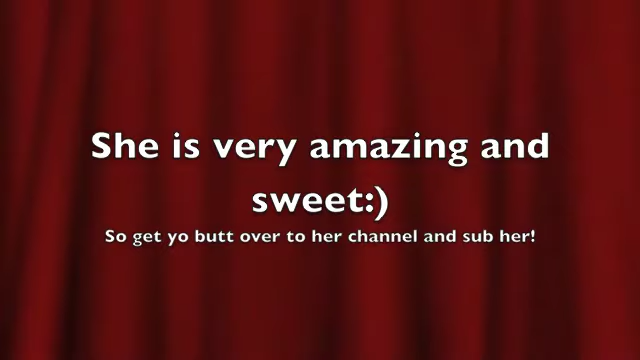 She is very amazing and
sweet:)
So get yo butt over to her channel and sub her!